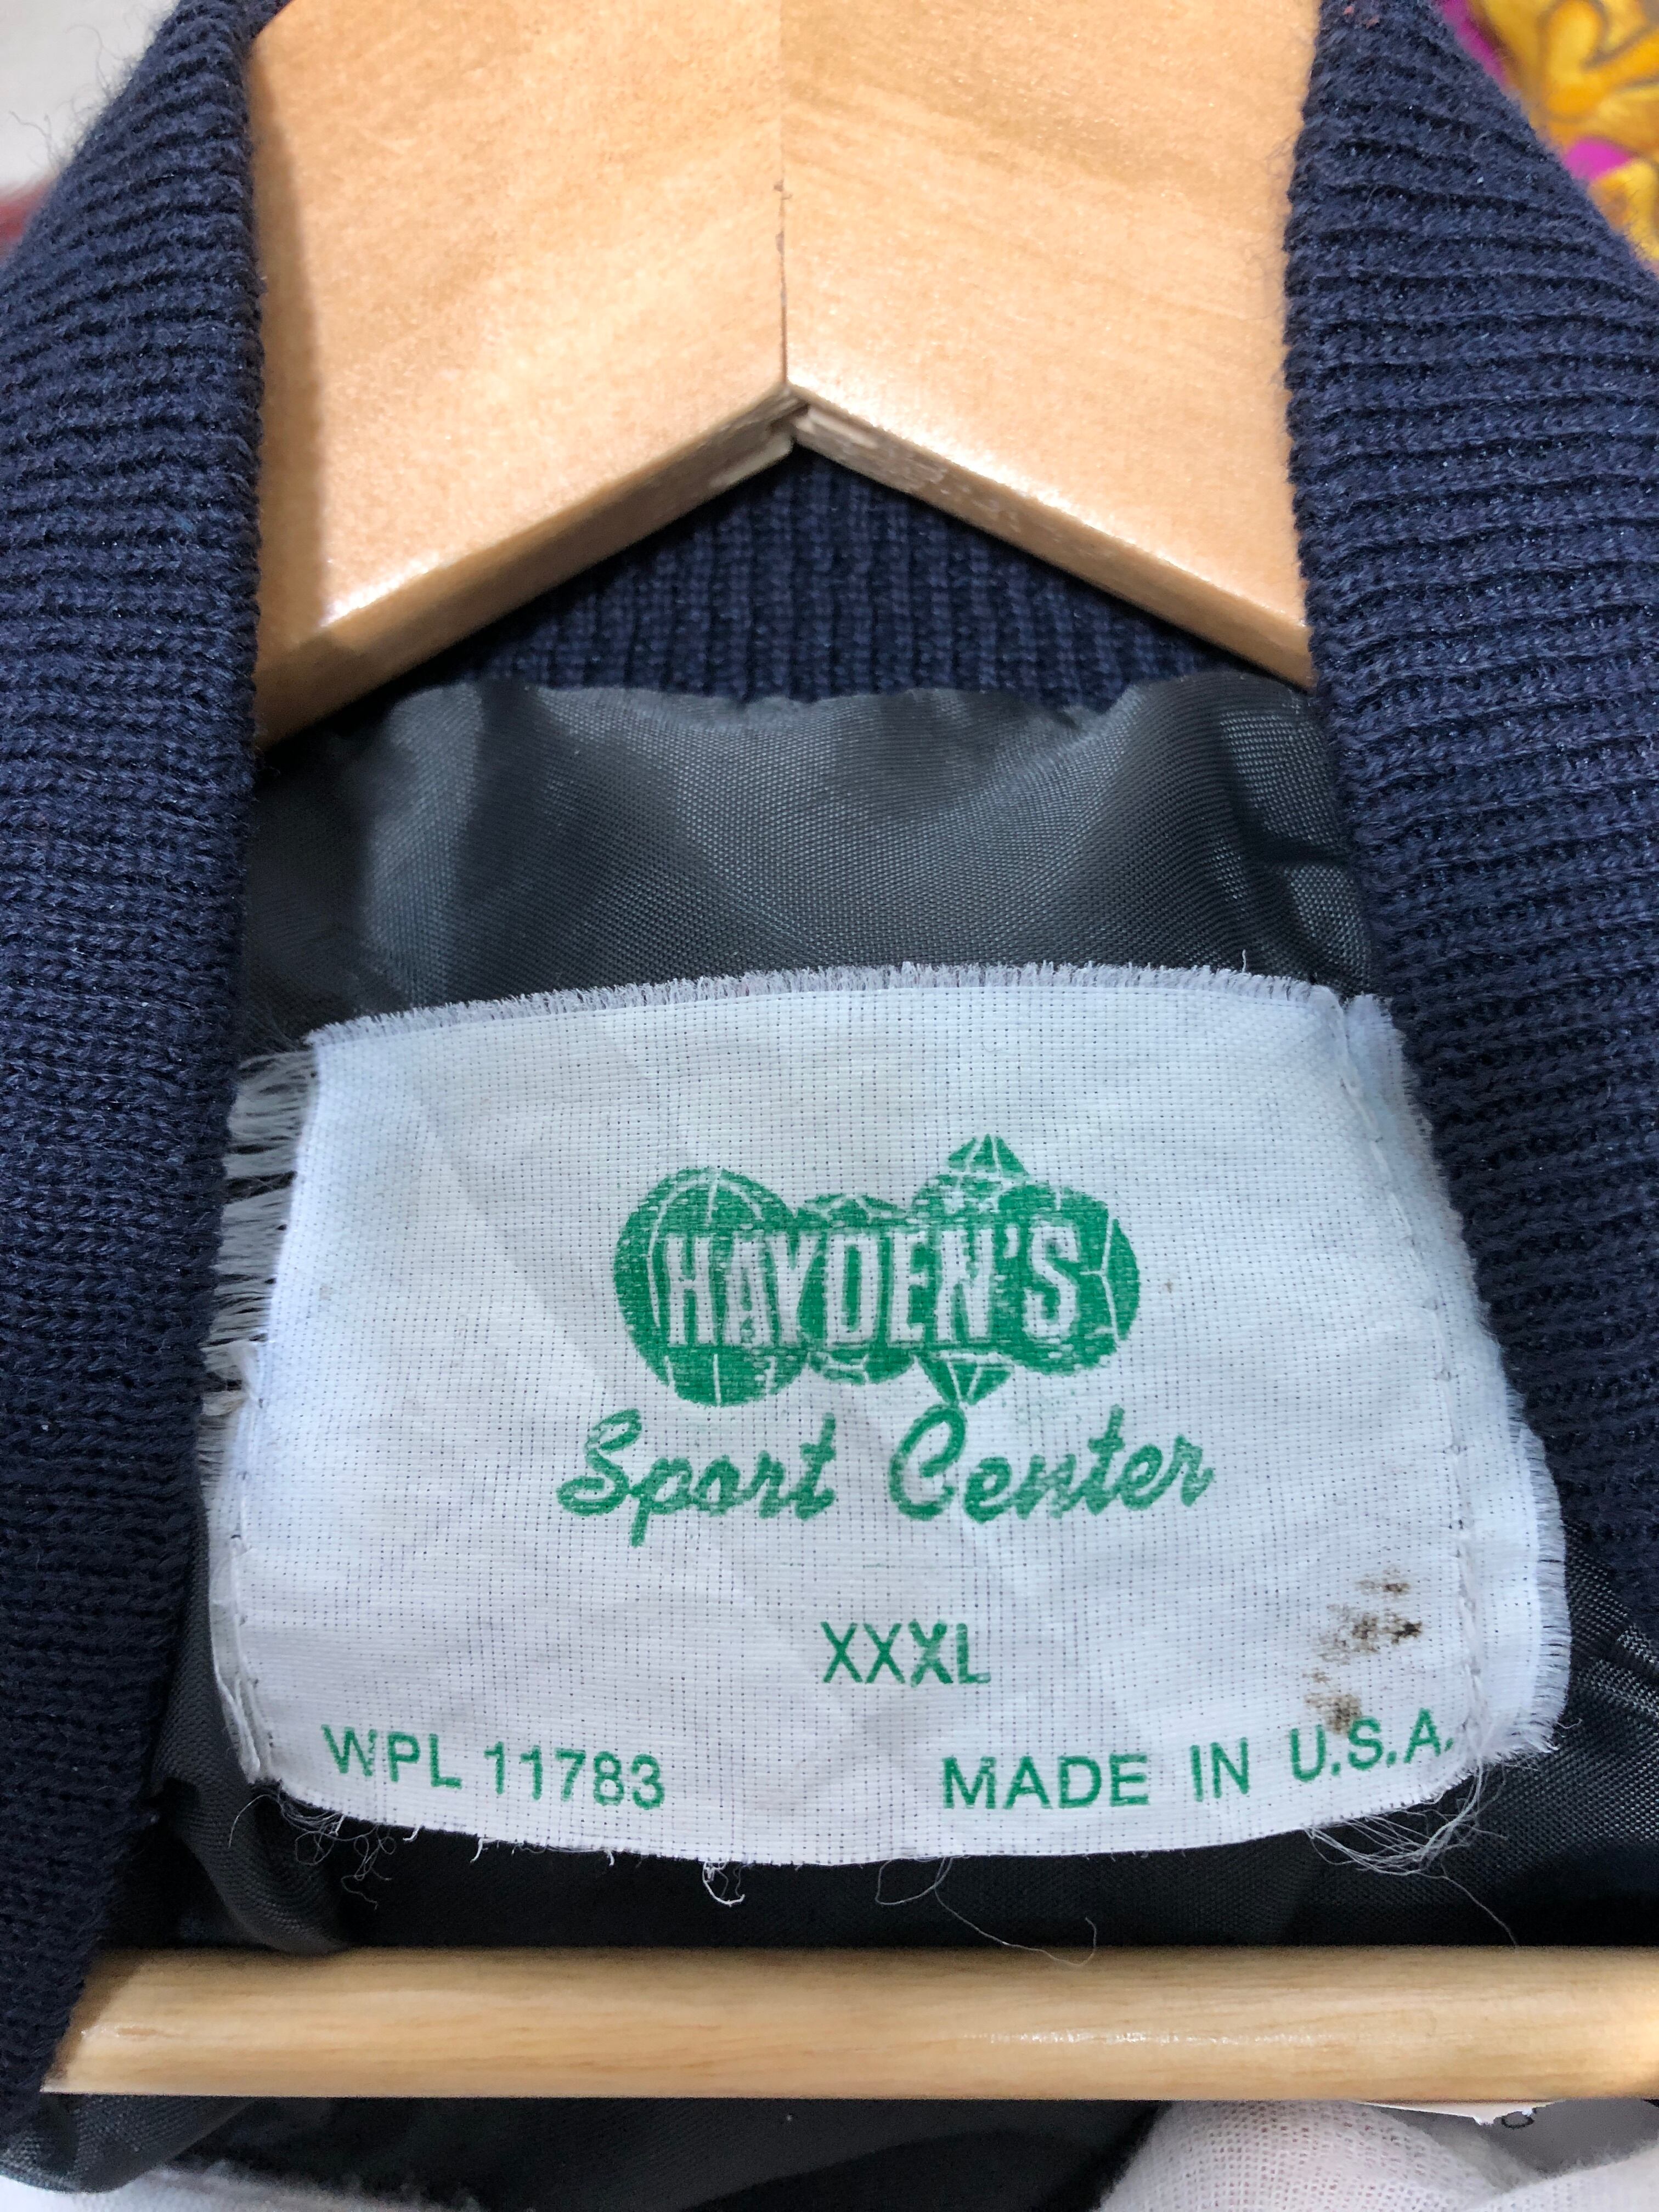 HAYDEN'S
Sport Center
XXXL
WPL 11783 MADE IN U.S.A.